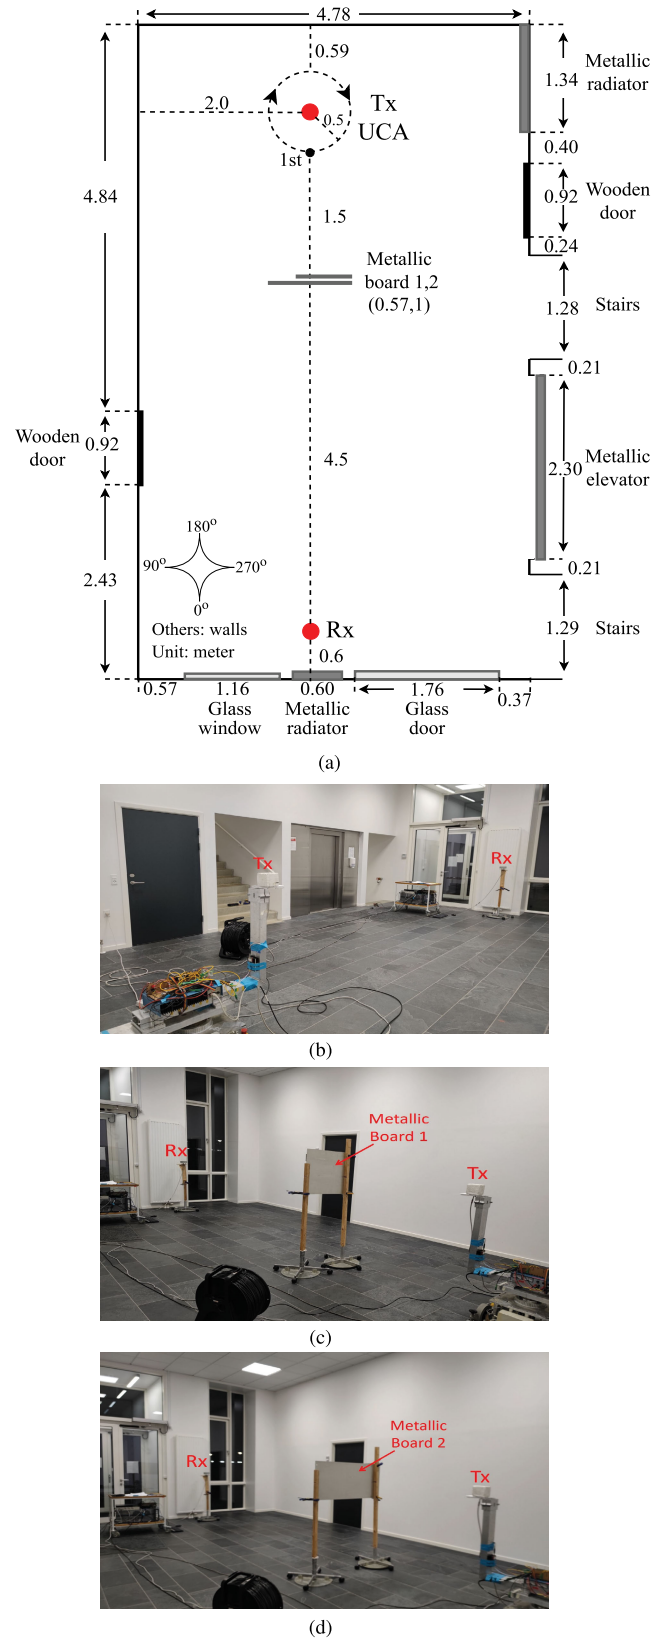 4.78
0.59
Metallic
radiator
1.34
2.0
Tx
UCA
0.5
1st
0.40
4.84
1.5
0.92
Wooden
door
0.24
Metallic
board 1,2
(0.57,1)
1.28
Stairs
0.21
Wooden
door
0.92
4.5
2.30
Metallic
elevator
180°
90°
270°
0°
2.43
0.21
Others: walls
Unit: meter
Rx
1.29
Stairs
0.6
0.57
1.16
0.60
1.76
0.37
Glass
window
Metallic
radiator
Glass
door
(a)
Tx
Rx
(b)
Metallic
Board 1
Rx
Tx
(c)
Metallic
Board 2
Rx
Tx
(d)